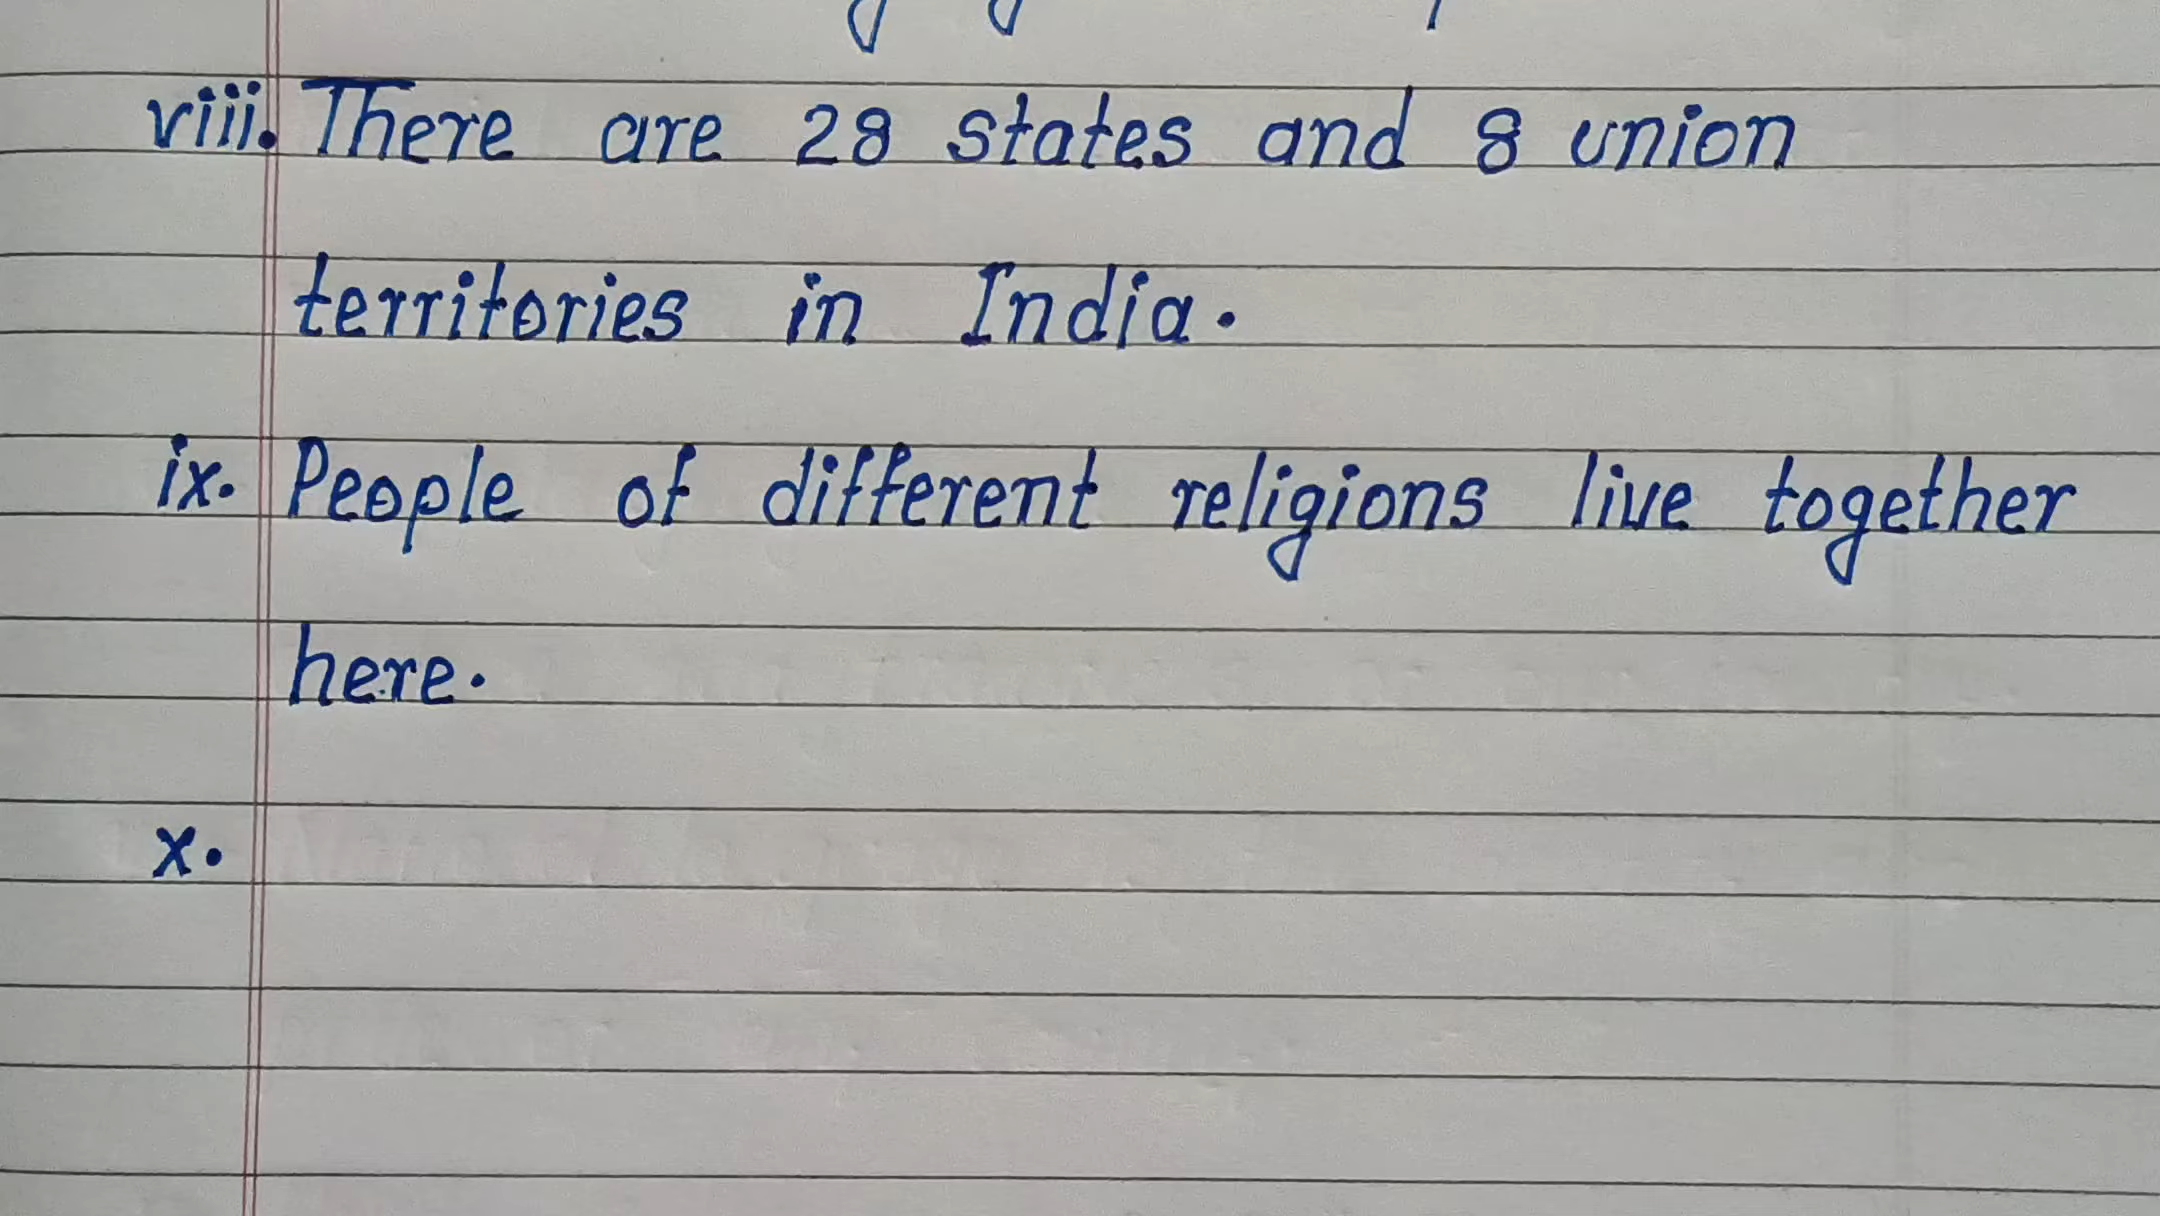 viii. There are 28 states and 8 union
territories in India.
ix. People of different religions live together
here.
x.